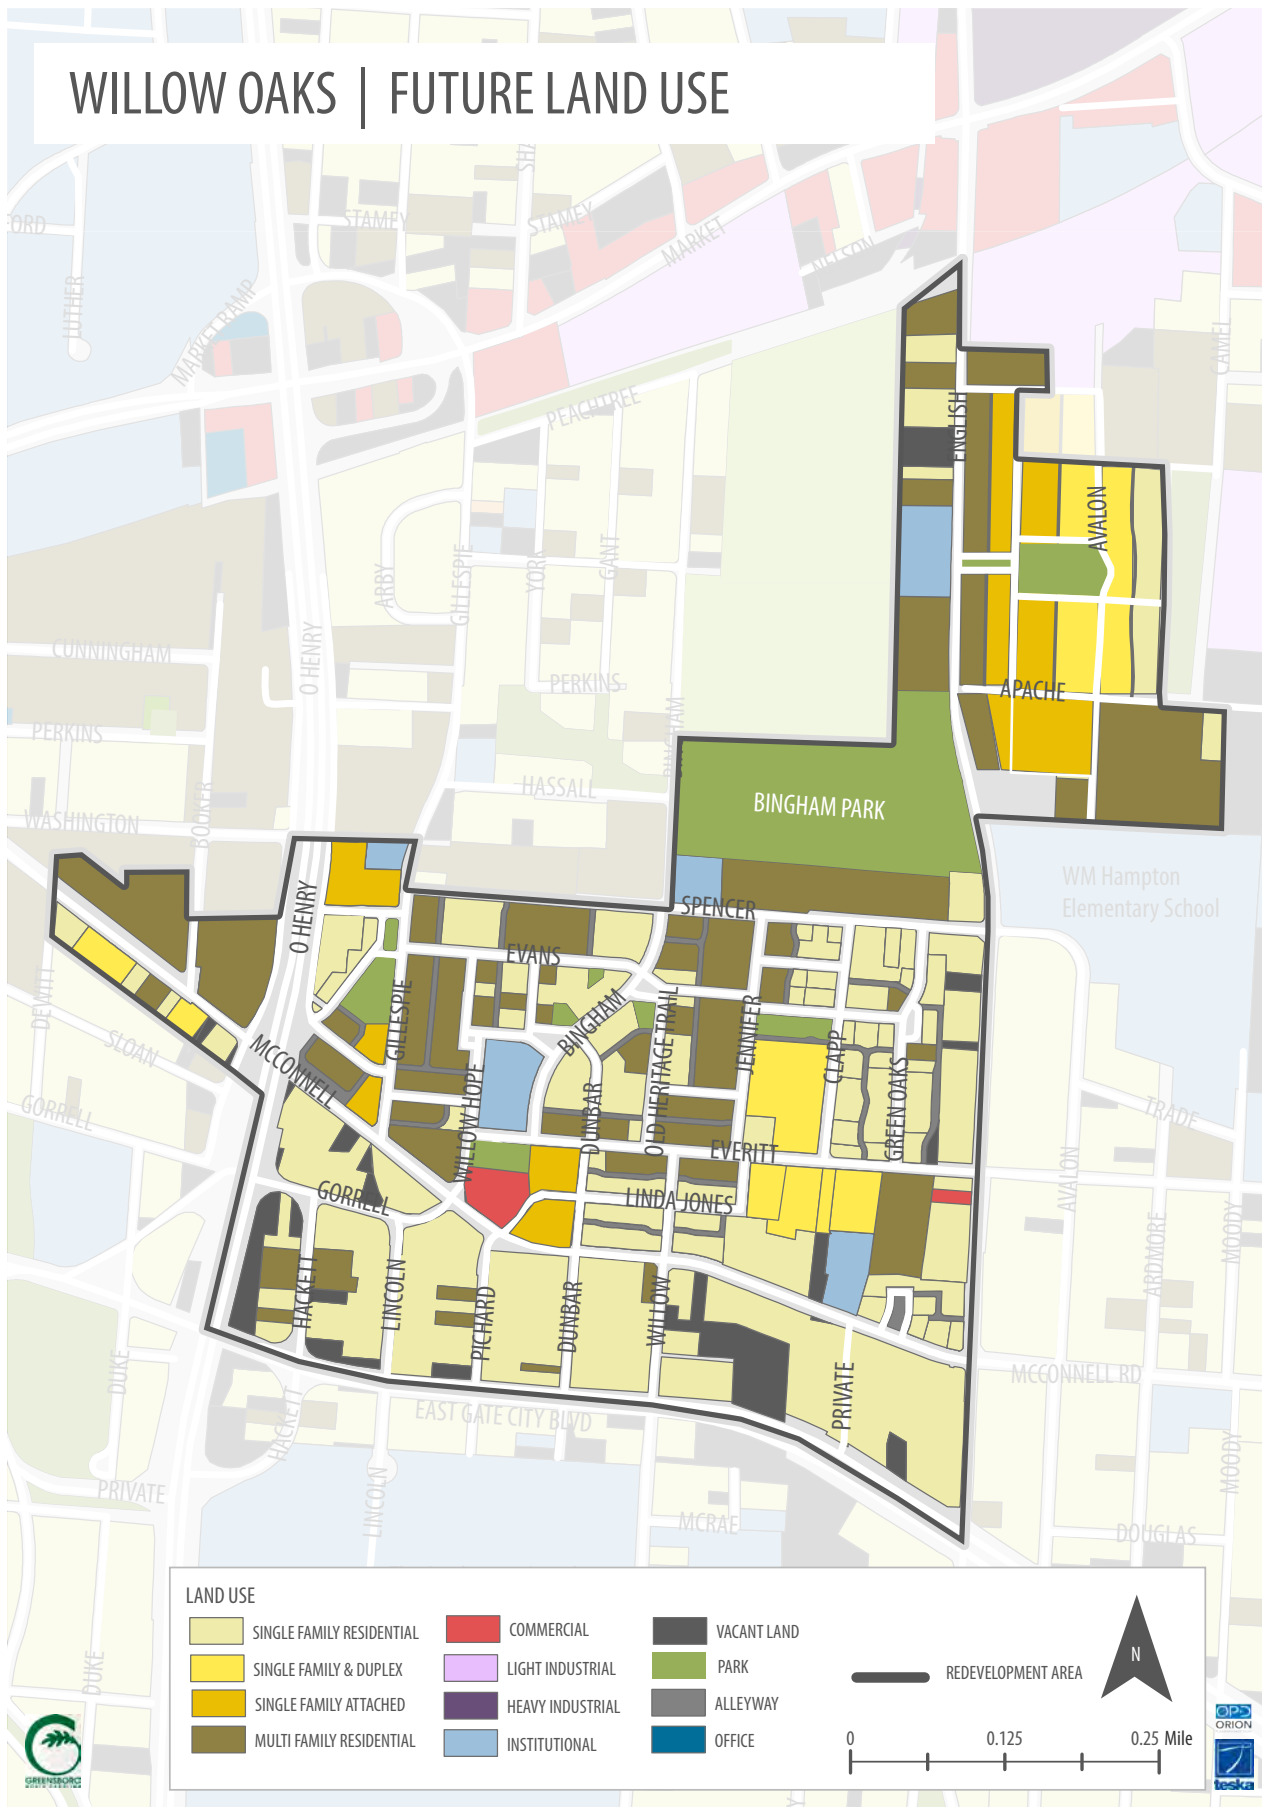 WILLOW OAKS | FUTURE LAND USE
STAMEY
STAMEY
MARKET
NELSON
LUTHER
MARKET RAMP
CAMEL
PEACHTREE
ENGLISH
AVALON
ARBY
GILLESPIE
YORK
GANT
CUNNINGHAM
O HENRY
PERKINS
BINGHAM
APACHE
PERKINS
HASSALL
BINGHAM PARK
WASHINGTON
BOOKER
WM Hampton
Elementary School
O HENRY
SPENCER
EVANS
DEWITT
SLOAN
GORRELL
MCCONNELL
GILLESPIE
BINGHAM
OLD HERITAGE TRAIL
JENNIFER
CLAPP
GREEN OAKS
WILLOW HOPE
DUNBAR
EVERITT
TRADE
AVALON
GORRELL
LINDA JONES
ARDMORE
MOODY
HACKETT
LINCOLN
PICHARD
DUNBAR
WILLOW
PRIVATE
MCCONNELL RD
DUKE
HACKETT
EAST GATE CITY BLVD
LINCOLN
PRIVATE
MCRAE
MOODY
DOUGLAS
DUKE
LAND USE
SINGLE FAMILY RESIDENTIAL
SINGLE FAMILY & DUPLEX
SINGLE FAMILY ATTACHED
MULTI FAMILY RESIDENTIAL
COMMERCIAL
LIGHT INDUSTRIAL
HEAVY INDUSTRIAL
INSTITUTIONAL
VACANT LAND
PARK
ALLEYWAY
OFFICE
REDEVELOPMENT AREA
N
0 0.125 0.25 Mile
GREENSBORO
OPD
ORION
teska